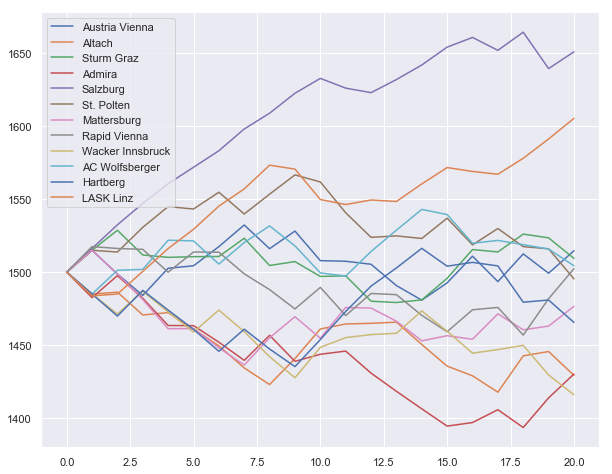 Austria Vienna
Altach
Sturm Graz
Admira
Salzburg
St. Polten
Mattersburg
Rapid Vienna
Wacker Innsbruck
AC Wolfsberger
Hartberg
LASK Linz
1650
1600
1550
1500
1450
1400
0.0 2.5 5.0 7.5 10.0 12.5 15.0 17.5 20.0